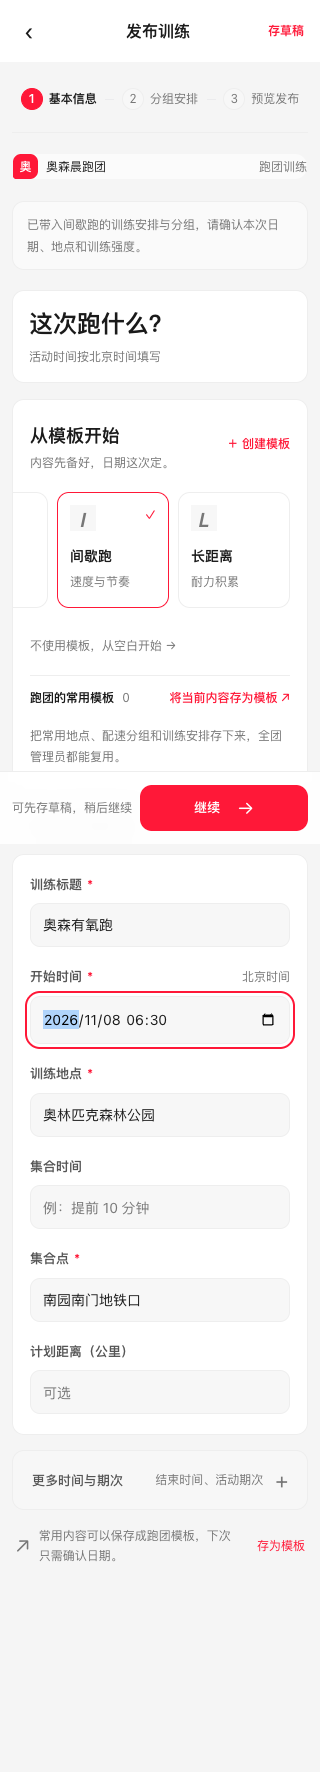 ‹ 发布训练 存草稿
1 基本信息 2 分组安排 3 预览发布
奥 奥森晨跑团 跑团训练
已带入间歇跑的训练安排与分组，请确认本次日
期、地点和训练强度。
这次跑什么？
活动时间按北京时间填写
从模板开始
＋ 创建模板
内容先备好，日期这次定。
I ✓
间歇跑
速度与节奏
L
长距离
耐力积累
不使用模板，从空白开始 →
跑团的常用模板 0 将当前内容存为模板 ↗
把常用地点、配速分组和训练安排存下来，全团
管理员都能复用。
可先存草稿，稍后继续 继续 →
训练标题 *
奥森有氧跑
开始时间 * 北京时间
2026/11/08 06:30
训练地点 *
奥林匹克森林公园
集合时间
例：提前 10 分钟
集合点 *
南园南门地铁口
计划距离（公里）
可选
更多时间与期次 结束时间、活动期次 ＋
↗ 常用内容可以保存成跑团模板，下次
只需确认日期。
存为模板